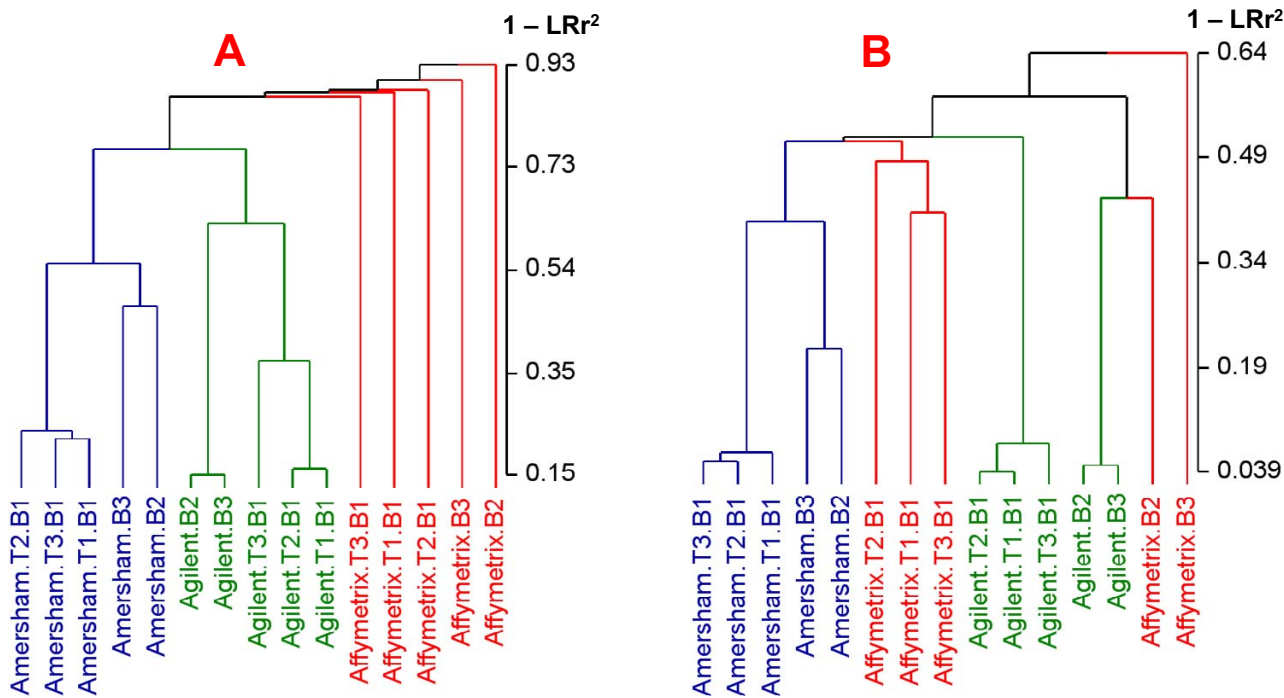 A
1 – LRr²
0.93
0.73
0.54
0.35
0.15
Amersham.T2.B1
Amersham.T3.B1
Amersham.T1.B1
Amersham.B3
Amersham.B2
Agilent.B2
Agilent.B3
Agilent.T3.B1
Agilent.T2.B1
Agilent.T1.B1
Affymetrix.T3.B1
Affymetrix.T1.B1
Affymetrix.T2.B1
Affymetrix.B3
Affymetrix.B2
B
1 – LRr²
0.64
0.49
0.34
0.19
0.039
Amersham.T3.B1
Amersham.T2.B1
Amersham.T1.B1
Amersham.B3
Amersham.B2
Affymetrix.T2.B1
Affymetrix.T1.B1
Affymetrix.T3.B1
Agilent.T2.B1
Agilent.T1.B1
Agilent.T3.B1
Agilent.B2
Agilent.B3
Affymetrix.B2
Affymetrix.B3